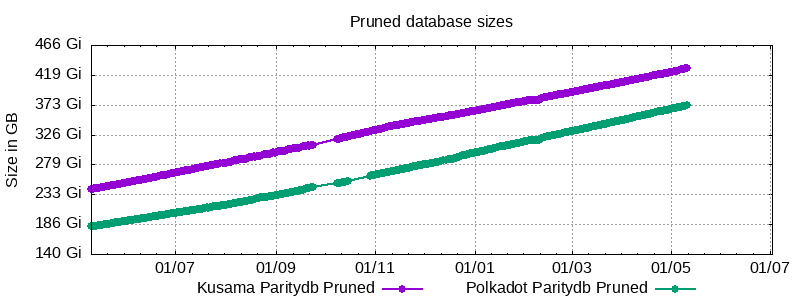 Pruned database sizes
466 Gi
419 Gi
373 Gi
326 Gi
279 Gi
233 Gi
186 Gi
140 Gi
Size in GB
01/07 01/09 01/11 01/01 01/03 01/05 01/07
Kusama Paritydb Pruned Polkadot Paritydb Pruned